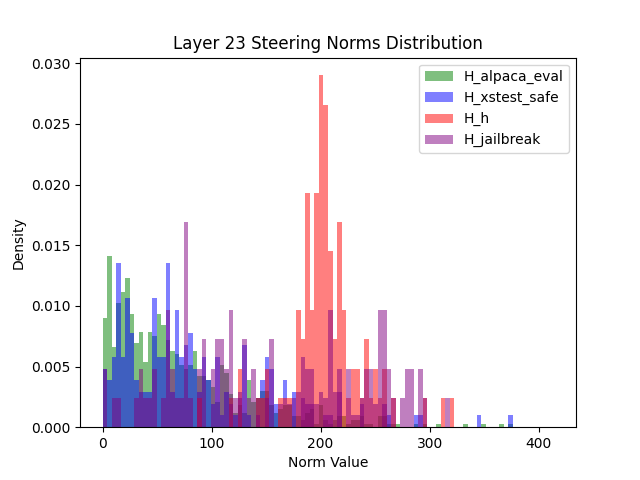 Layer 23 Steering Norms Distribution
0.030
0.025
0.020
0.015
0.010
0.005
0.000
Density
0
100
200
300
400
Norm Value
H_alpaca_eval
H_xstest_safe
H_h
H_jailbreak